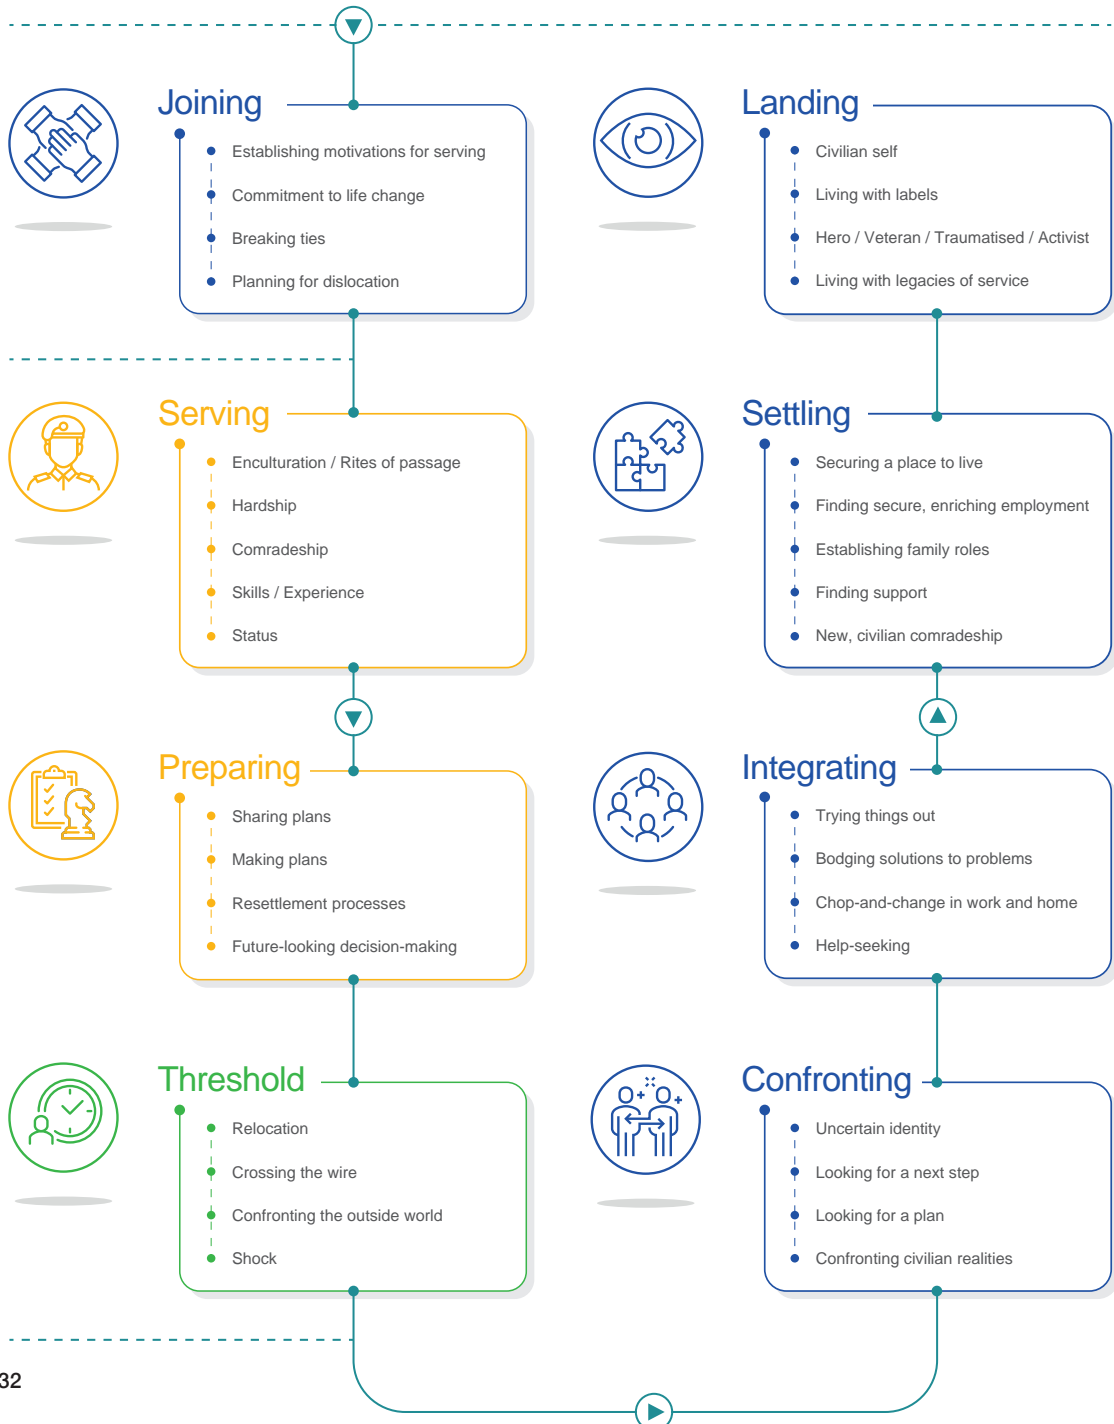 Joining
Establishing motivations for serving
Commitment to life change
Breaking ties
Planning for dislocation
Serving
Enculturation / Rites of passage
Hardship
Comradeship
Skills / Experience
Status
Preparing
Sharing plans
Making plans
Resettlement processes
Future-looking decision-making
Threshold
Relocation
Crossing the wire
Confronting the outside world
Shock
Landing
Civilian self
Living with labels
Hero / Veteran / Traumatised / Activist
Living with legacies of service
Settling
Securing a place to live
Finding secure, enriching employment
Establishing family roles
Finding support
New, civilian comradeship
Integrating
Trying things out
Bodging solutions to problems
Chop-and-change in work and home
Help-seeking
Confronting
Uncertain identity
Looking for a next step
Looking for a plan
Confronting civilian realities
32